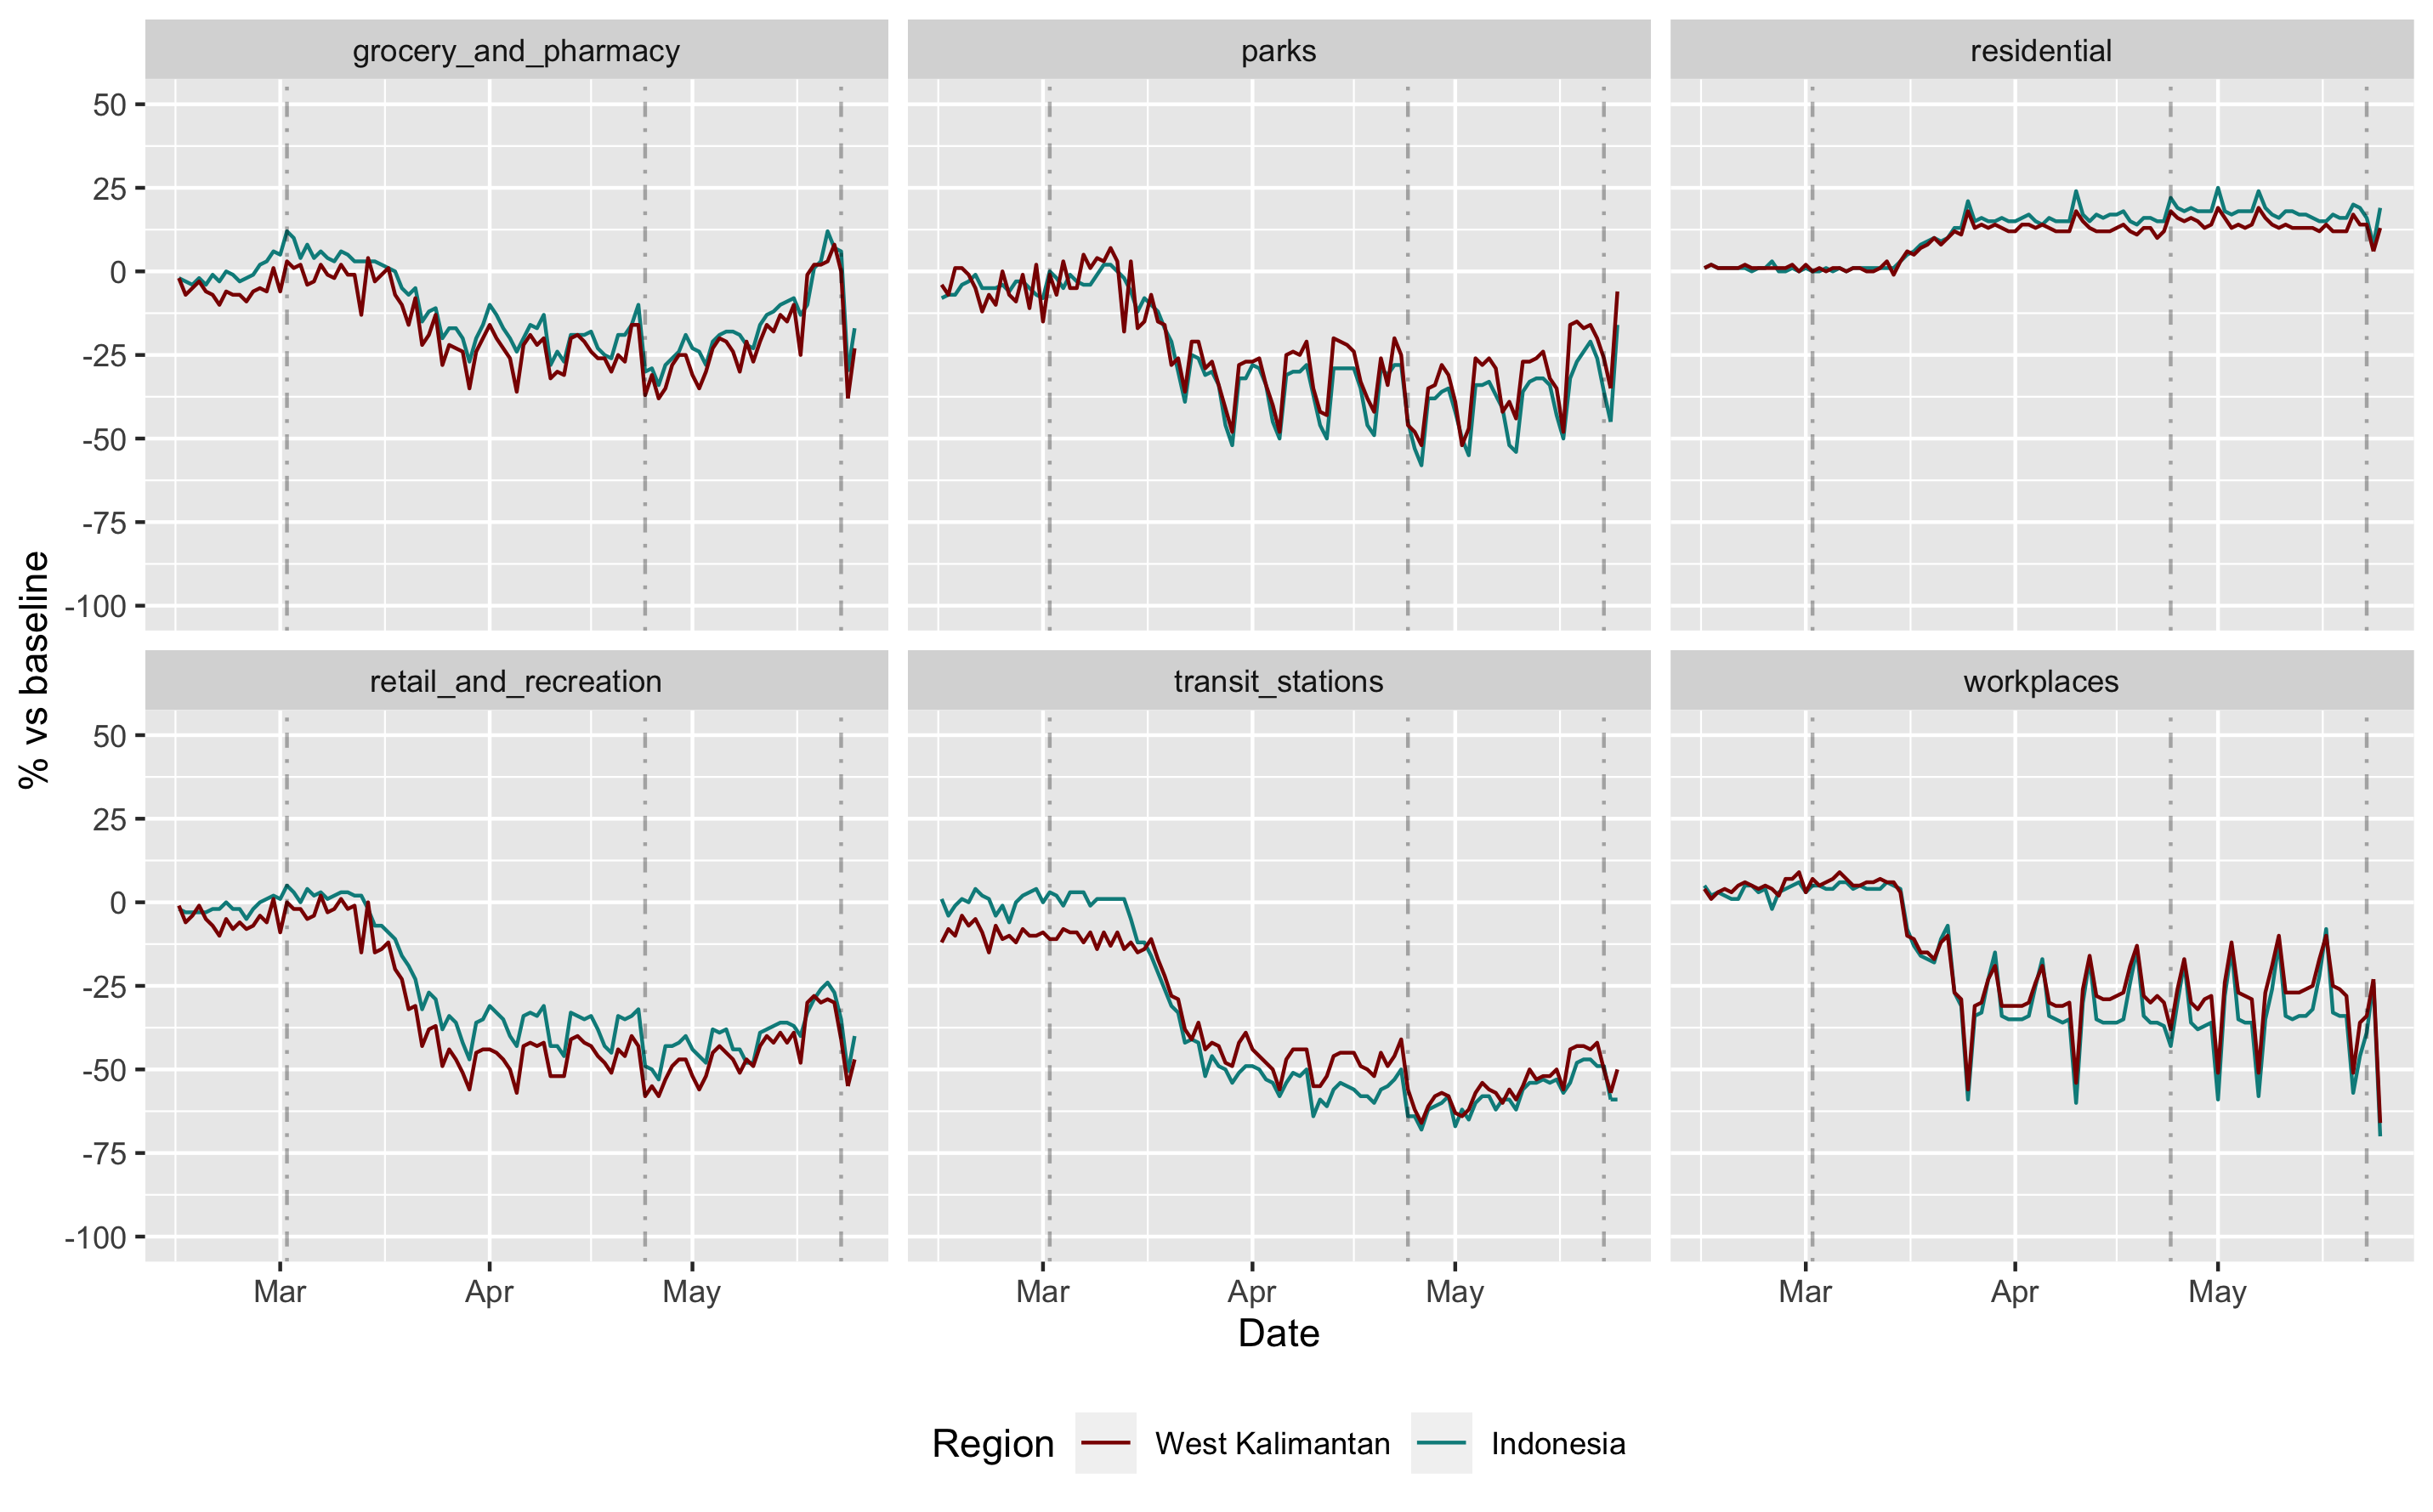 grocery_and_pharmacy
parks
residential
50
25
0
-25
-50
-75
-100
retail_and_recreation
transit_stations
workplaces
50
25
0
-25
-50
-75
-100
% vs baseline
Mar Apr May
Mar Apr May
Mar Apr May
Date
Region West Kalimantan Indonesia